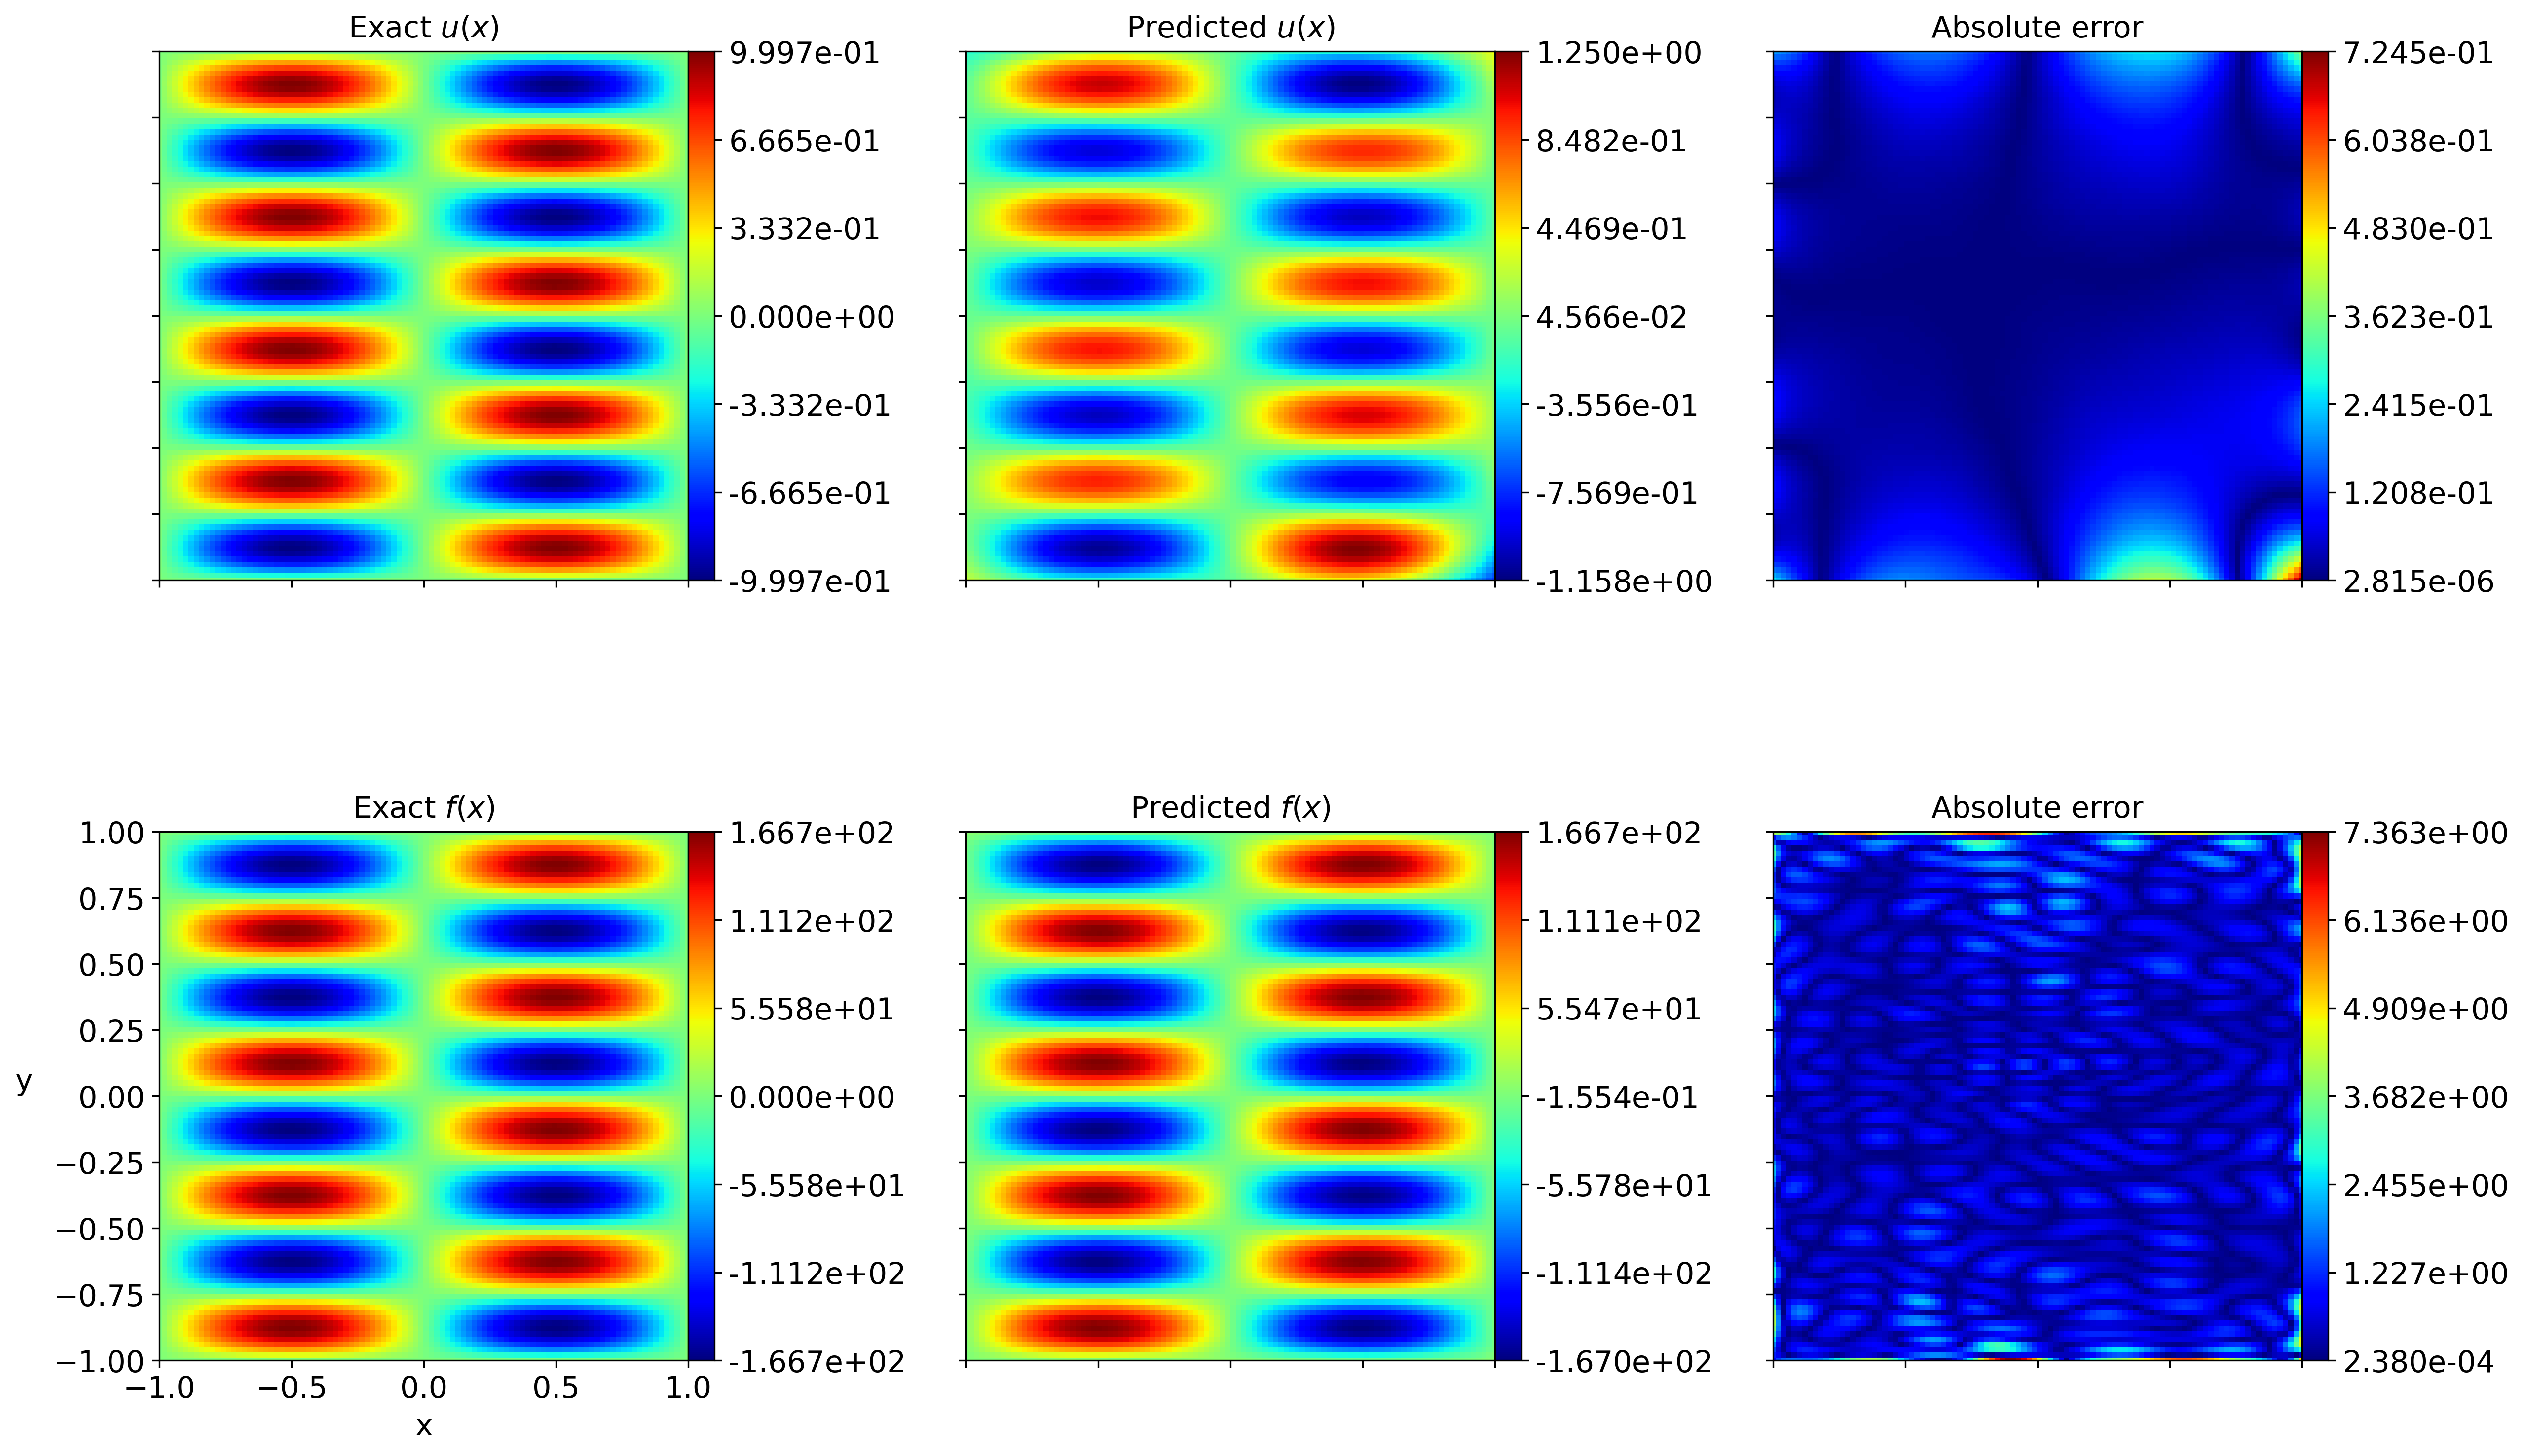 Exact u(x)
9.997e-01
6.665e-01
3.332e-01
0.000e+00
-3.332e-01
-6.665e-01
-9.997e-01
Predicted u(x)
1.250e+00
8.482e-01
4.469e-01
4.566e-02
-3.556e-01
-7.569e-01
-1.158e+00
Absolute error
7.245e-01
6.038e-01
4.830e-01
3.623e-01
2.415e-01
1.208e-01
2.815e-06
Exact f(x)
1.00
0.75
0.50
0.25
0.00
−0.25
−0.50
−0.75
−1.00
y
−1.0 −0.5 0.0 0.5 1.0
x
1.667e+02
1.112e+02
5.558e+01
0.000e+00
-5.558e+01
-1.112e+02
-1.667e+02
Predicted f(x)
1.667e+02
1.111e+02
5.547e+01
-1.554e-01
-5.578e+01
-1.114e+02
-1.670e+02
Absolute error
7.363e+00
6.136e+00
4.909e+00
3.682e+00
2.455e+00
1.227e+00
2.380e-04